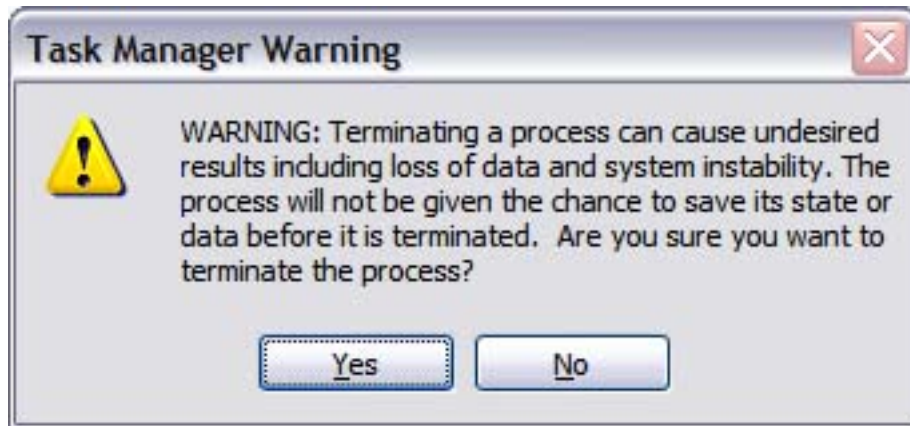 Task Manager Warning
WARNING: Terminating a process can cause undesired
results including loss of data and system instability. The
process will not be given the chance to save its state or
data before it is terminated.  Are you sure you want to
terminate the process?
Yes
No